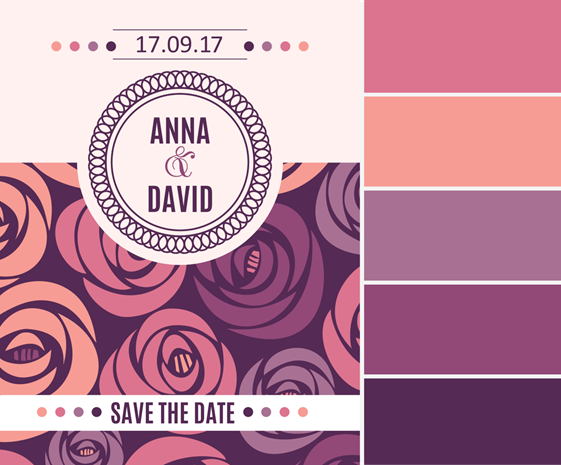 17.09.17
ANNA
&
DAVID
SAVE THE DATE